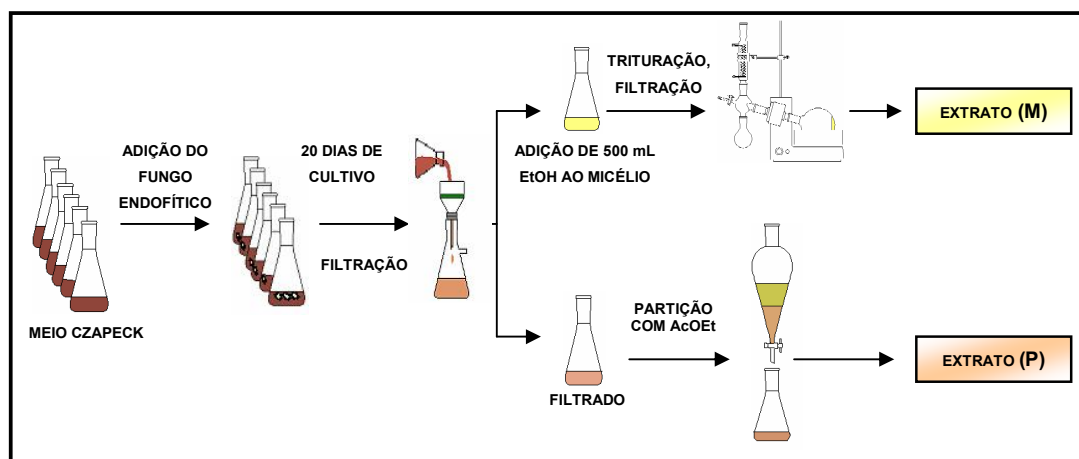 MEIO CZAPECK
ADIÇÃO DO
FUNGO
ENDOFÍTICO
20 DIAS DE
CULTIVO
FILTRAÇÃO
ADIÇÃO DE 500 mL
EtOH AO MICÉLIO
TRITURAÇÃO,
FILTRAÇÃO
EXTRATO (M)
FILTRADO
PARTIÇÃO
COM AcOEt
EXTRATO (P)